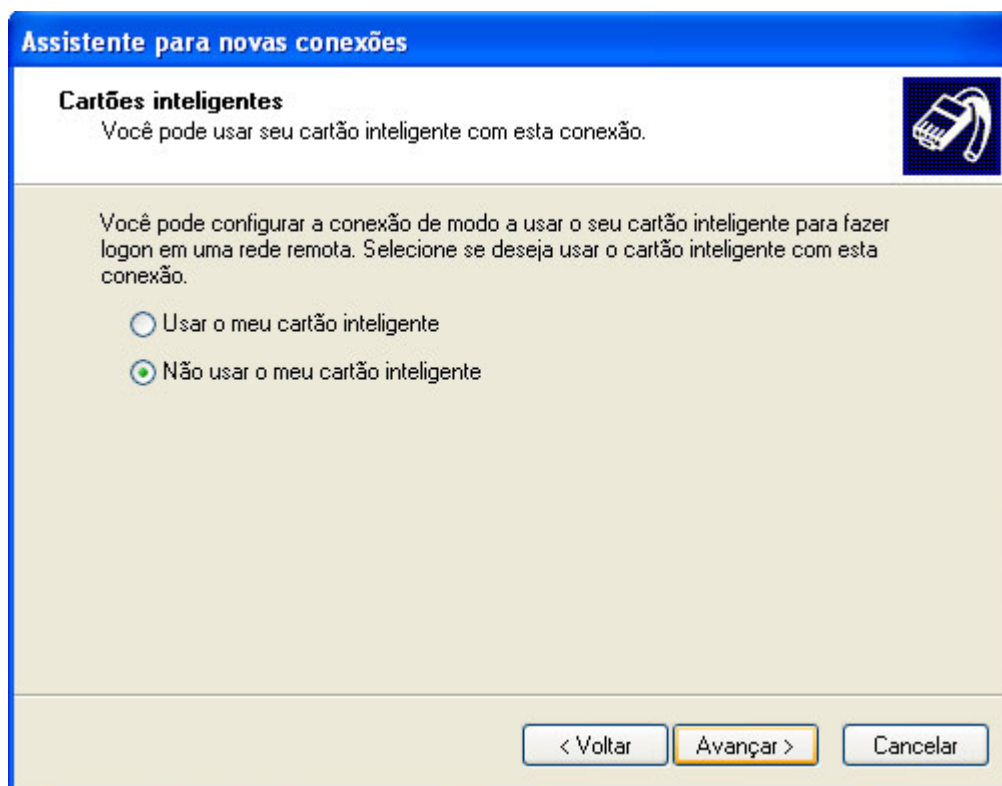 Assistente para novas conexões
Cartões inteligentes
Você pode usar seu cartão inteligente com esta conexão.
Você pode configurar a conexão de modo a usar o seu cartão inteligente para fazer
logon em uma rede remota. Selecione se deseja usar o cartão inteligente com esta
conexão.
Usar o meu cartão inteligente
Não usar o meu cartão inteligente
< Voltar
Avançar >
Cancelar